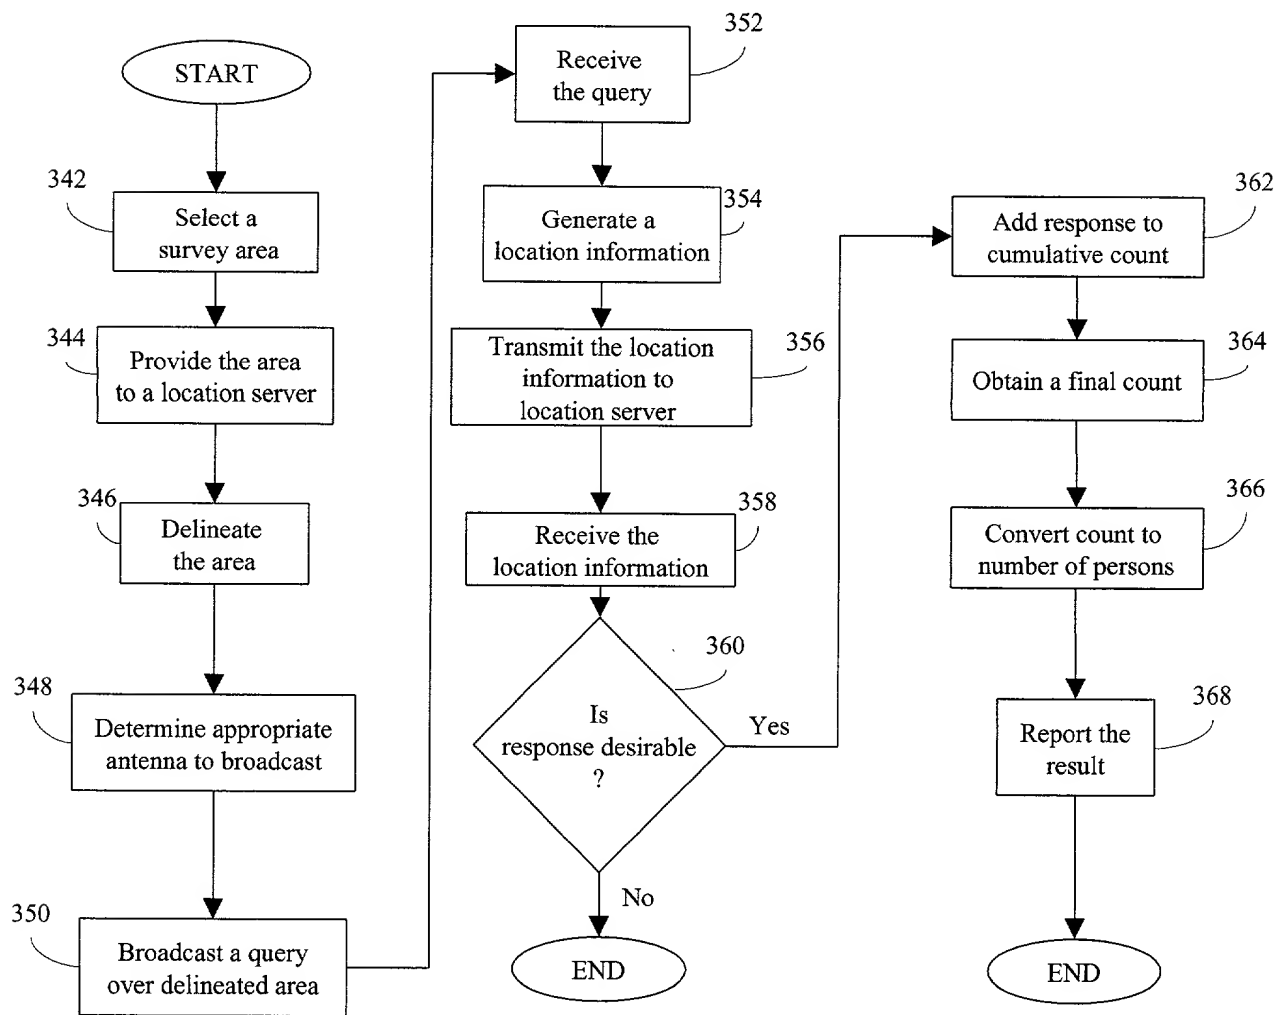 START
342
Select a
survey area
344
Provide the area
to a location server
346
Delineate
the area
348
Determine appropriate
antenna to broadcast
350
Broadcast a query
over delineated area
352
Receive
the query
354
Generate a
location information
356
Transmit the location
information to
location server
358
Receive the
location information
360
Is
response desirable
?
Yes
No
END
362
Add response to
cumulative count
364
Obtain a final count
366
Convert count to
number of persons
368
Report the
result
END